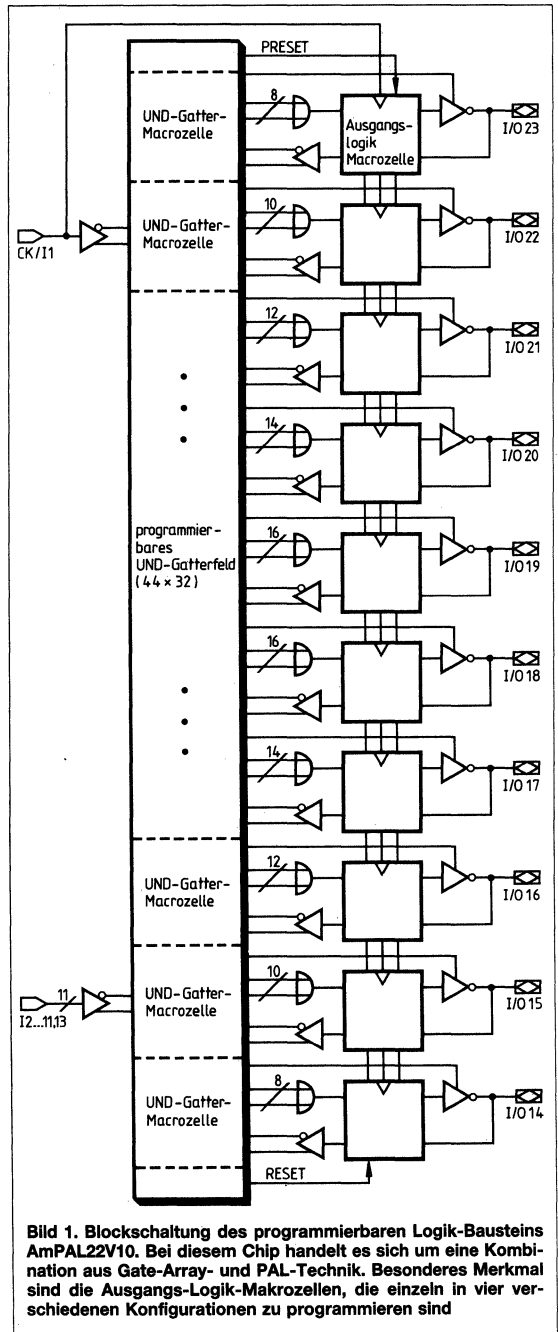 PRESET
UND-Gatter-
Macrozelle
8
Ausgangs-
logik
Macrozelle
I/O 23
UND-Gatter-
Macrozelle
10
I/O 22
CK/I1
12
I/O 21
14
I/O 20
programmier-
bares
UND-Gatterfeld
(44 × 32)
16
I/O 19
16
I/O 18
14
I/O 17
UND-Gatter-
Macrozelle
12
I/O 16
UND-Gatter-
Macrozelle
10
I/O 15
11
I2...11,13
UND-Gatter-
Macrozelle
8
I/O 14
RESET
Bild 1. Blockschaltung des programmierbaren Logik-Bausteins
AmPAL22V10. Bei diesem Chip handelt es sich um eine Kombi-
nation aus Gate-Array- und PAL-Technik. Besonderes Merkmal
sind die Ausgangs-Logik-Makrozellen, die einzeln in vier ver-
schiedenen Konfigurationen zu programmieren sind